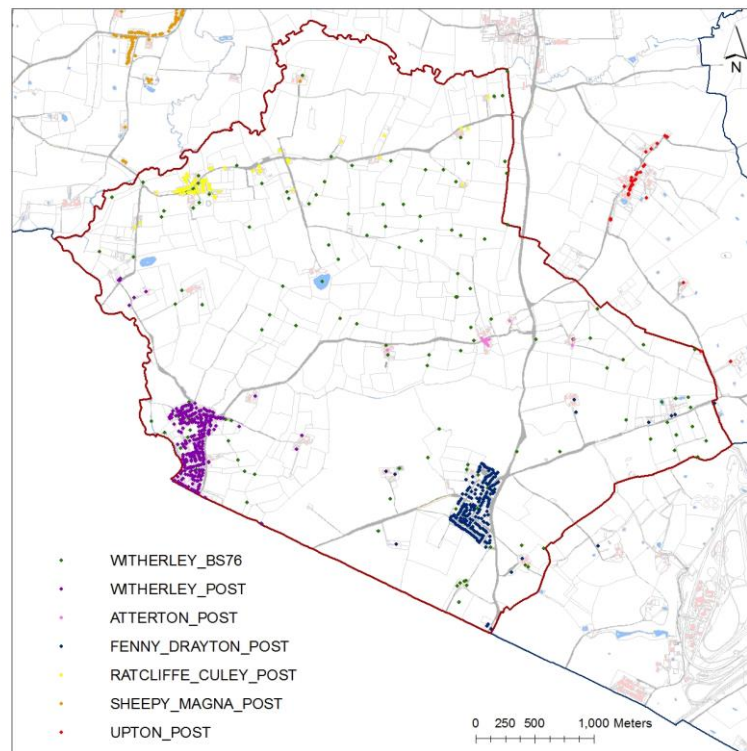 N
WITHERLEY_BS76
WITHERLEY_POST
ATTERTON_POST
FENNY_DRAYTON_POST
RATCLIFFE_CULEY_POST
SHEEPY_MAGNA_POST
UPTON_POST
0 250 500 1,000 Meters